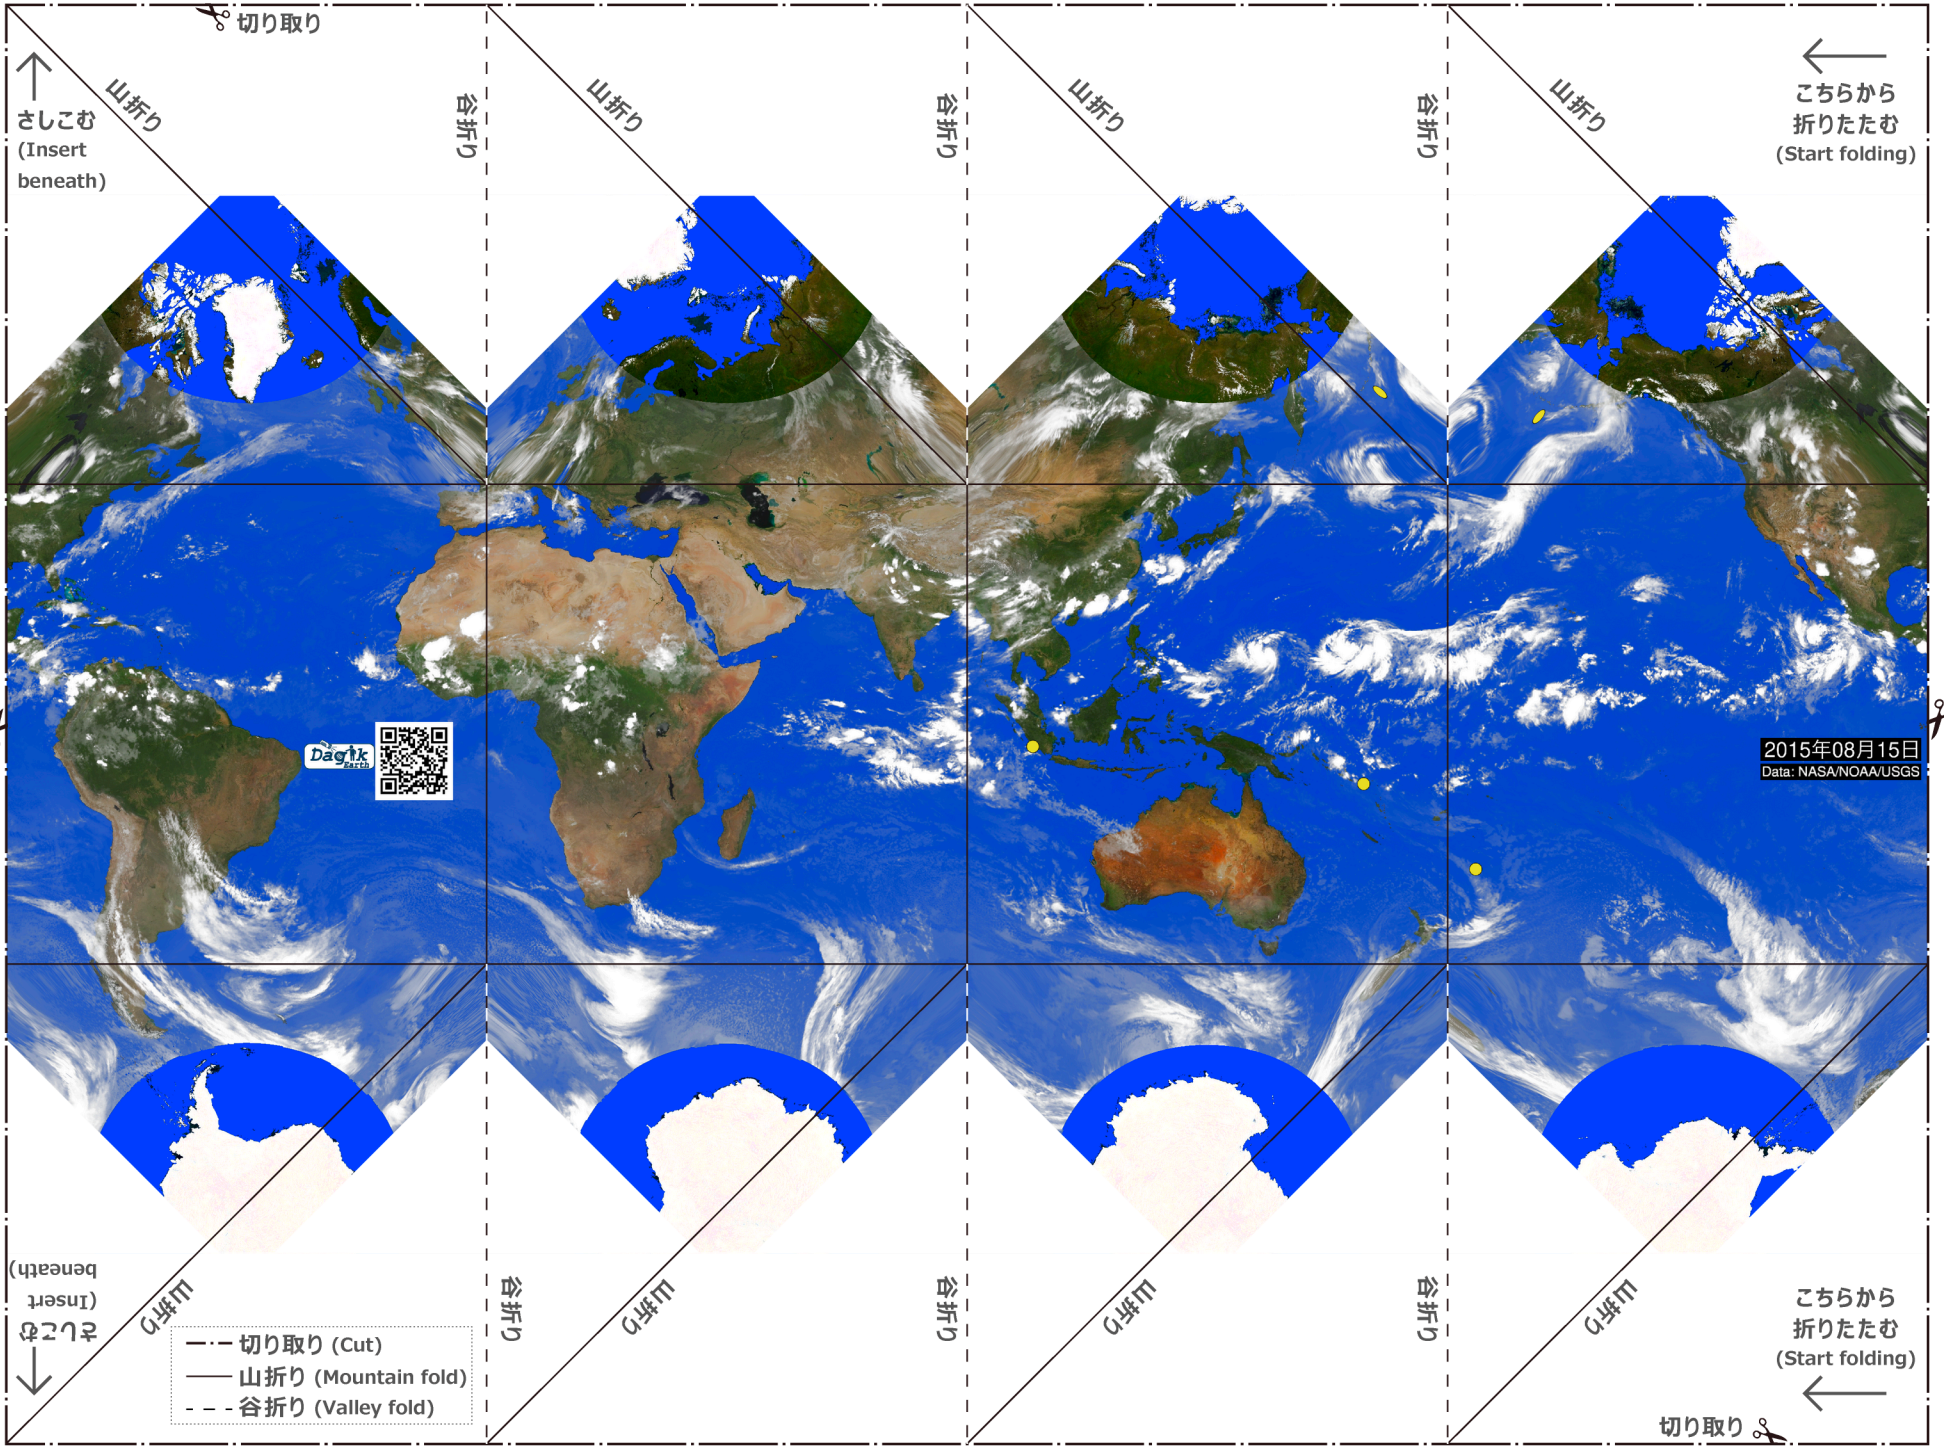 切り取り
山折り
谷折り
山折り
谷折り
山折り
谷折り
山折り
さしこむ
(Insert
beneath)
こちらから
折りたたむ
(Start folding)
Dagik
Earth
2015年08月15日
Data: NASA/NOAA/USGS
さしこむ
(Insert
beneath)
山折り
谷折り
山折り
谷折り
山折り
谷折り
山折り
切り取り (Cut)
山折り (Mountain fold)
谷折り (Valley fold)
こちらから
折りたたむ
(Start folding)
切り取り